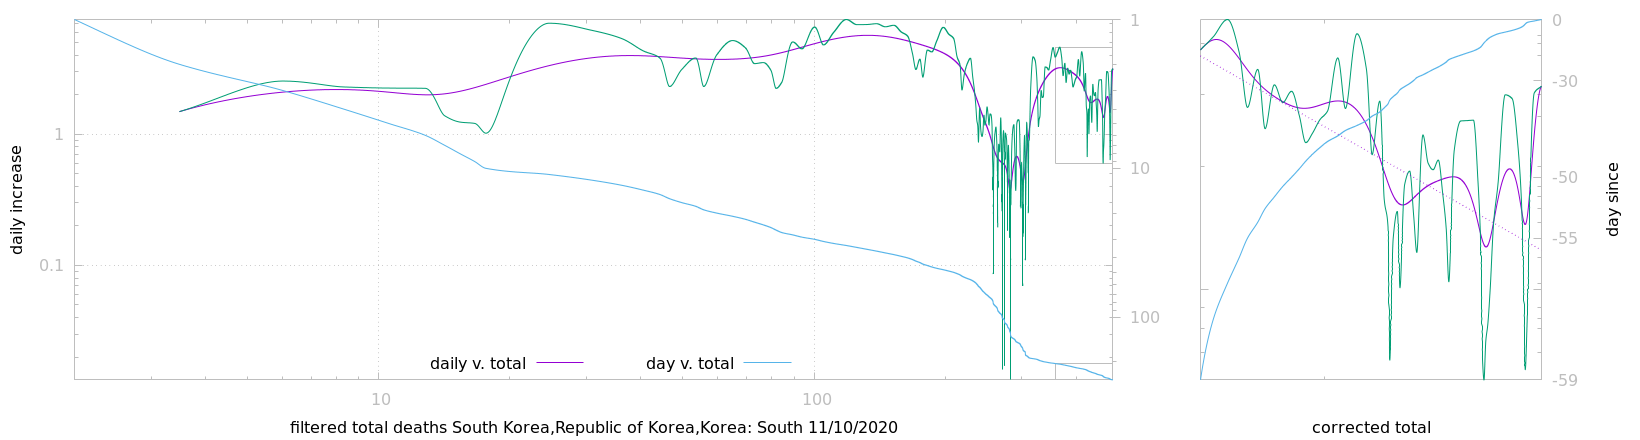 1
0
daily increase
1
-30
10
-50
day since
0.1
-55
100
daily v. total
day v. total
-59
10
100
filtered total deaths South Korea,Republic of Korea,Korea: South 11/10/2020
corrected total